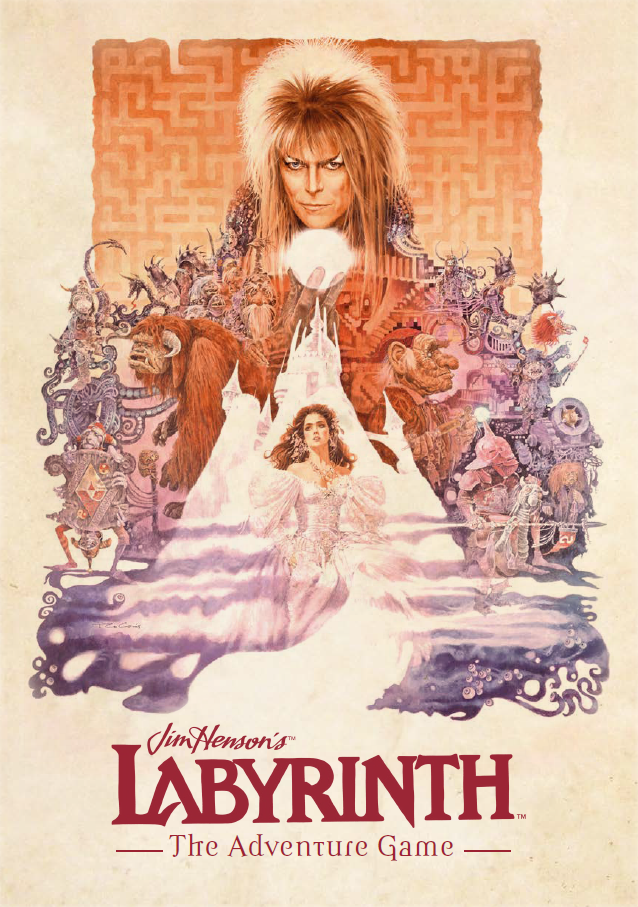 Jim Henson's™
LABYRINTH™
The Adventure Game